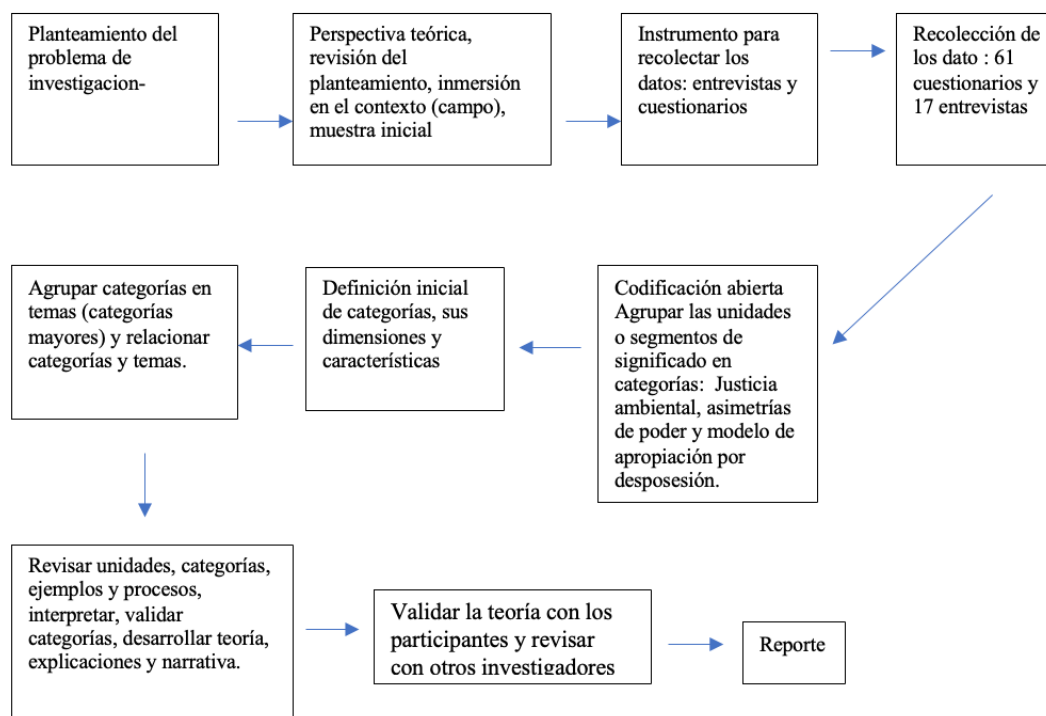 Planteamiento del
problema de
investigacion-
Perspectiva teórica,
revisión del
planteamiento, inmersión
en el contexto (campo),
muestra inicial
Instrumento para
recolectar los
datos: entrevistas y
cuestionarios
Recolección de
los dato : 61
cuestionarios y
17 entrevistas
Codificación abierta
Agrupar las unidades
o segmentos de
significado en
categorías: Justicia
ambiental, asimetrías
de poder y modelo de
apropiación por
desposesión.
Definición inicial
de categorías, sus
dimensiones y
características
Agrupar categorías en
temas (categorías
mayores) y relacionar
categorías y temas.
Revisar unidades, categorías,
ejemplos y procesos,
interpretar, validar
categorías, desarrollar teoría,
explicaciones y narrativa.
Validar la teoría con los
participantes y revisar
con otros investigadores
Reporte